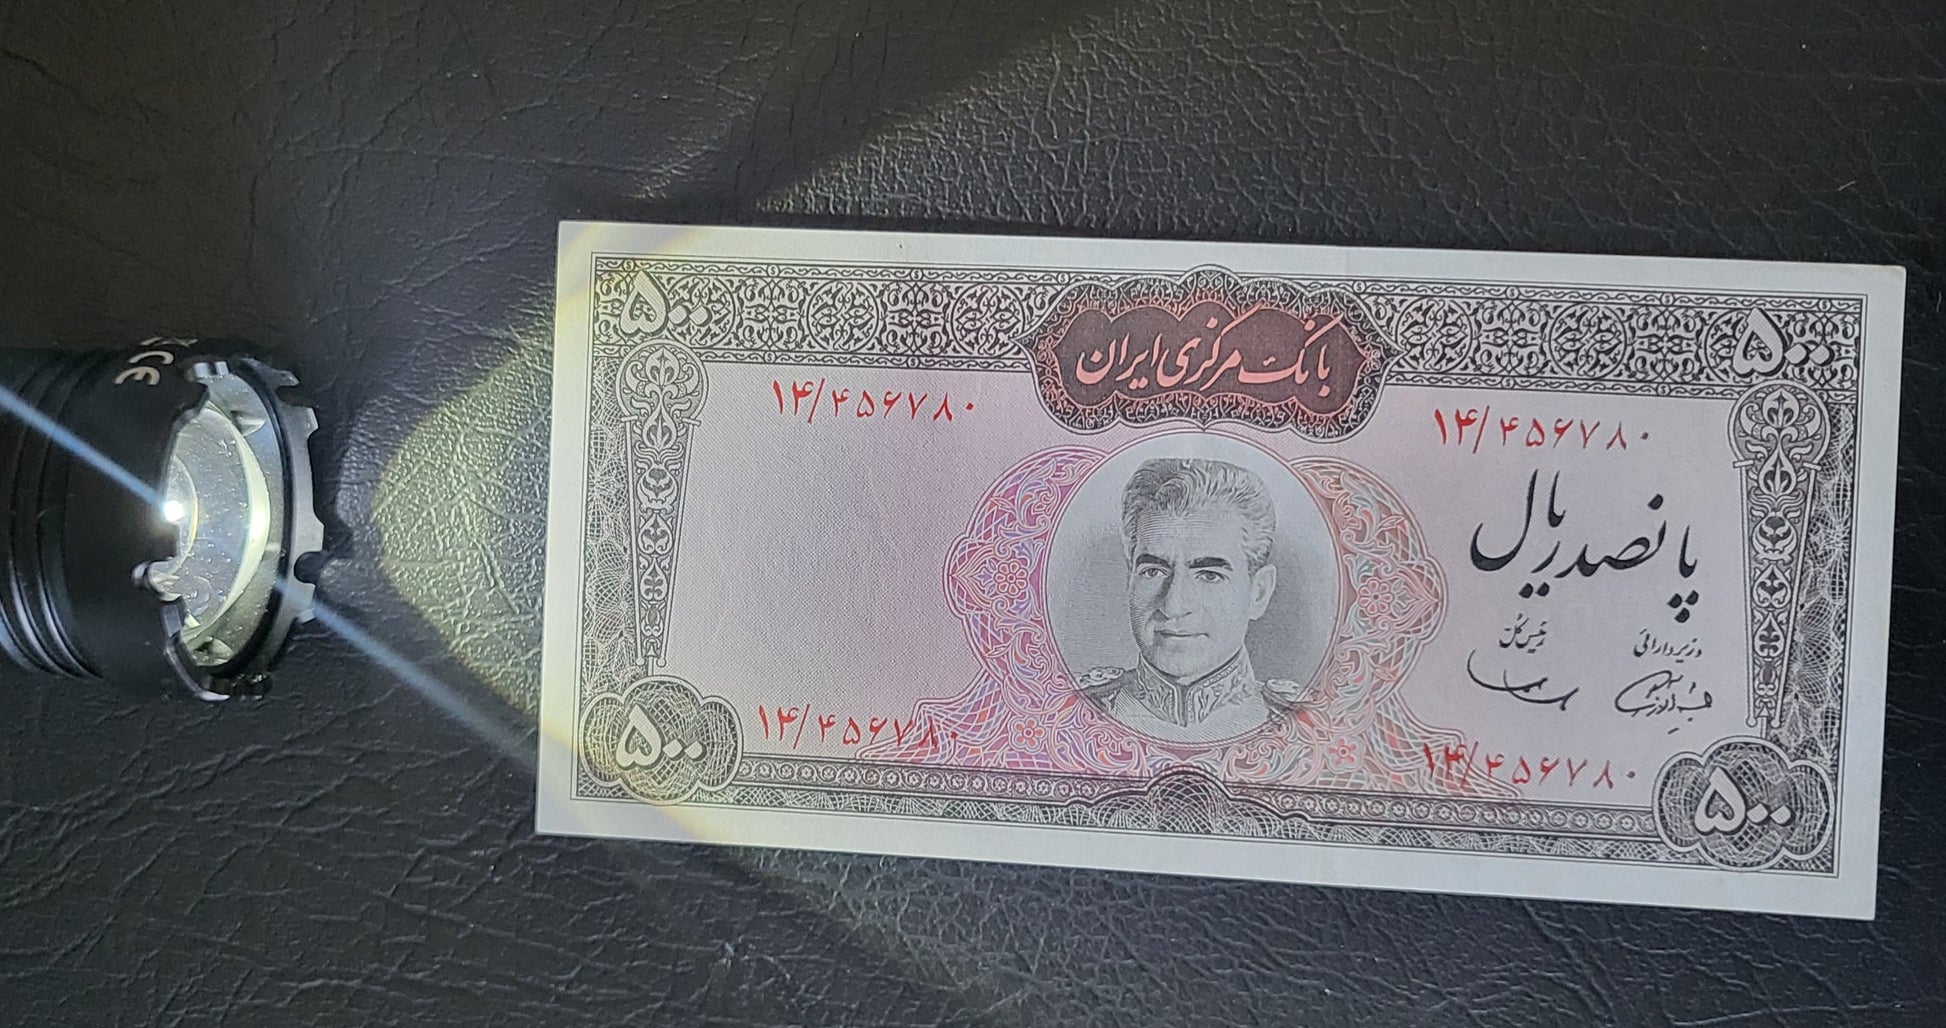 ۵۰۰
بانک مرکزی ایران
۵۰۰
۱۴/۴۵۶۷۸۰
۱۴/۴۵۶۷۸۰
پانصد ریال
وزیر دارائی
رئیس کل
۱۴/۴۵۶۷۸۰
۱۴/۴۵۶۷۸۰
۵۰۰
۵۰۰
CE